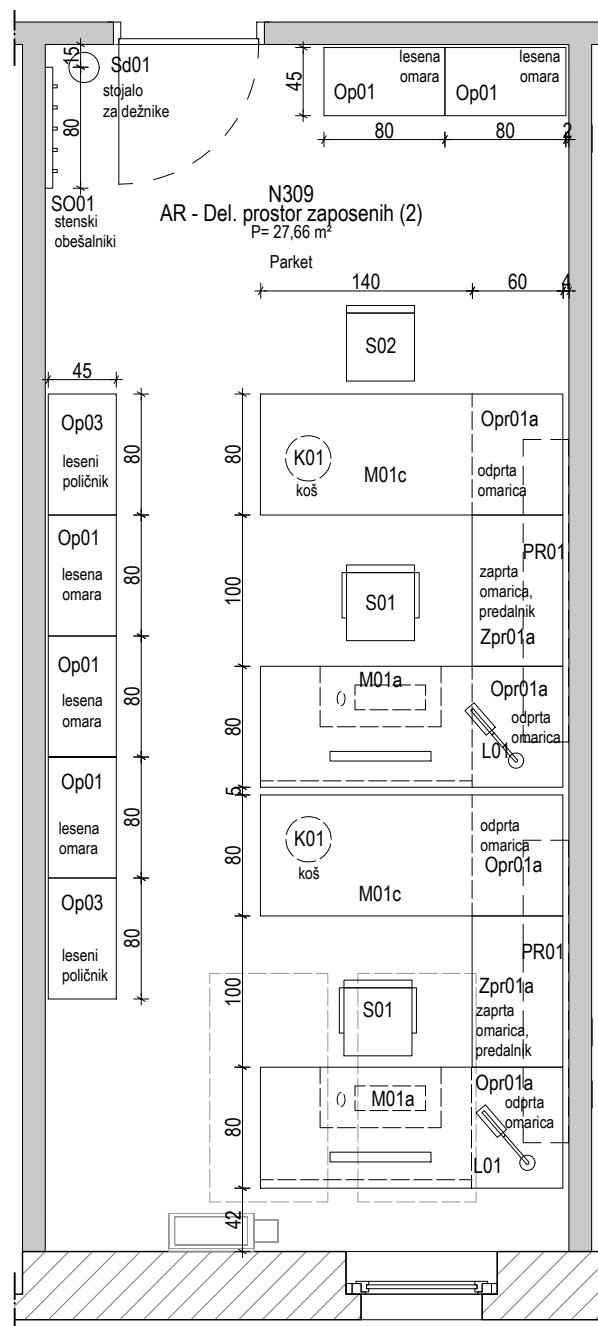 15
Sd01
stojalo
za dežnike
80
SO01
stenski
obešalniki
45
lesena
omara
Op01
lesena
omara
Op01
80
80
2
N309
AR - Del. prostor zaposenih (2)
P= 27,66 m²
Parket
140
60
4
S02
45
Op03
leseni
poličnik
80
80
K01
koš
M01c
Opr01a
odprta
omarica
Op01
lesena
omara
80
100
S01
PR01
zaprta
omarica,
predalnik
Zpr01a
Op01
lesena
omara
80
80
M01a
Opr01a
odprta
omarica
L01
5
Op01
lesena
omara
80
80
K01
koš
M01c
odprta
omarica
Opr01a
Op03
leseni
poličnik
80
100
S01
PR01
Zpr01a
zaprta
omarica,
predalnik
80
M01a
Opr01a
odprta
omarica
L01
42